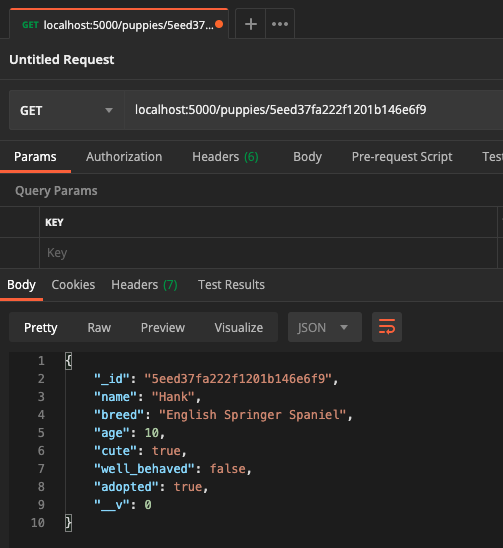 GET localhost:5000/puppies/5eed37...
Untitled Request
GET localhost:5000/puppies/5eed37fa222f1201b146e6f9
Params Authorization Headers (6) Body Pre-request Script Test
Query Params
KEY
Key
Body Cookies Headers (7) Test Results
Pretty Raw Preview Visualize JSON
1 {
2 "_id": "5eed37fa222f1201b146e6f9",
3 "name": "Hank",
4 "breed": "English Springer Spaniel",
5 "age": 10,
6 "cute": true,
7 "well_behaved": false,
8 "adopted": true,
9 "__v": 0
10 }